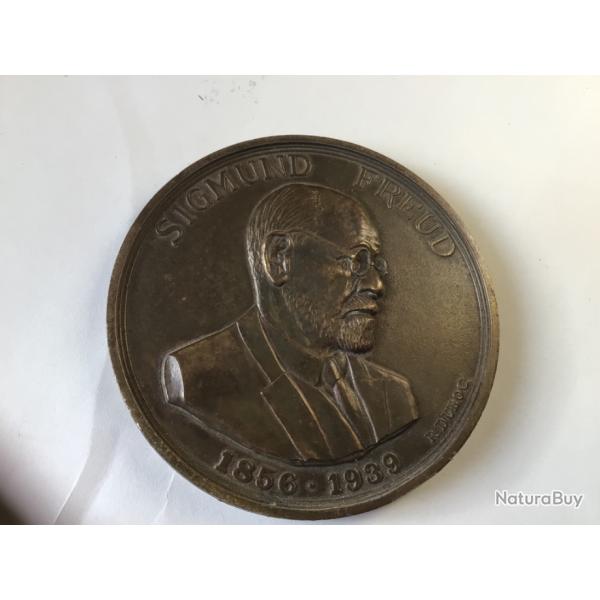 SIGMUND FREUD
1856 · 1939
NaturaBuy